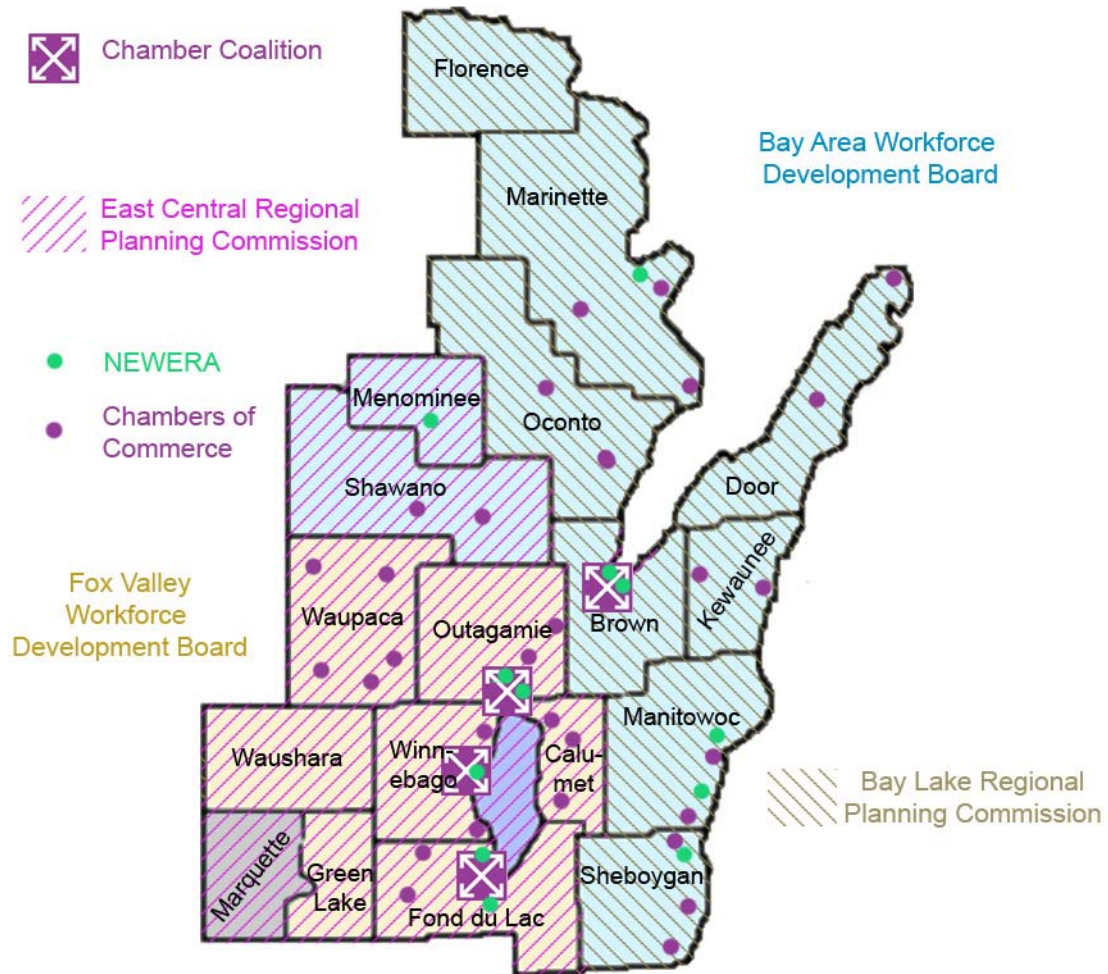 Chamber Coalition
Florence
Bay Area Workforce
Development Board
Marinette
East Central Regional
Planning Commission
NEWERA
Chambers of
Commerce
Menominee
Oconto
Shawano
Door
Kewaunee
Fox Valley
Workforce
Development Board
Waupaca
Outagamie
Brown
Manitowoc
Waushara
Winn-
ebago
Calu-
met
Bay Lake Regional
Planning Commission
Marquette
Green
Lake
Fond du Lac
Sheboygan